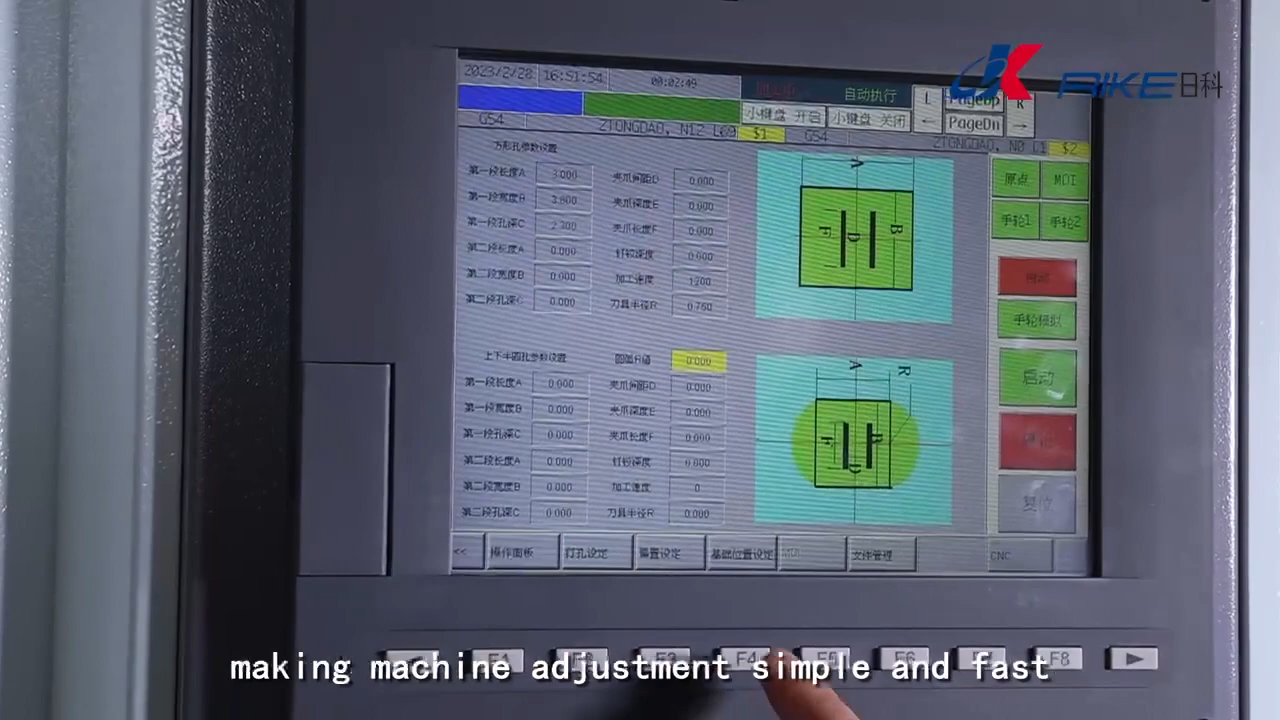 RIKE日科
2023/2/28 16:51:54 00:02:49
自动执行
L PageUp R
小键盘 开启 小键盘 关闭
← PageDn →
G54 ZTONGDAO, N12 L60 $1 G54 ZTONGDAO, N0 L1 $2
方形孔参数设置
第一段长度A 3.000 夹爪间距D 0.000
第一段宽度B 3.800 夹爪深度E 0.000
第一段孔深C 2.300 夹爪长度F 0.000
第二段长度A 0.000 钉铰深度 0.000
第二段宽度B 0.000 加工速度 1200
第二段孔深C 0.000 刀具半径R 0.750
A
F D B
原点 MDI
手轮1 手轮2
手轮模拟
启动
复位
上下半圆孔参数设置 圆弧R值 0.000
第一段长度A 0.000 夹爪间距D 0.000
第一段宽度B 0.000 夹爪深度E 0.000
第一段孔深C 0.000 夹爪长度F 0.000
第二段长度A 0.000 钉铰深度 0.000
第二段宽度B 0.000 加工速度 0
第二段孔深C 0.000 刀具半径R 0.000
A R
F D B
<< 操作面板 打孔设定 偏置设定 基础位置设定 文件管理 CNC
F1 F2 F3 F4 F5 F6 F8
making machine adjustment simple and fast